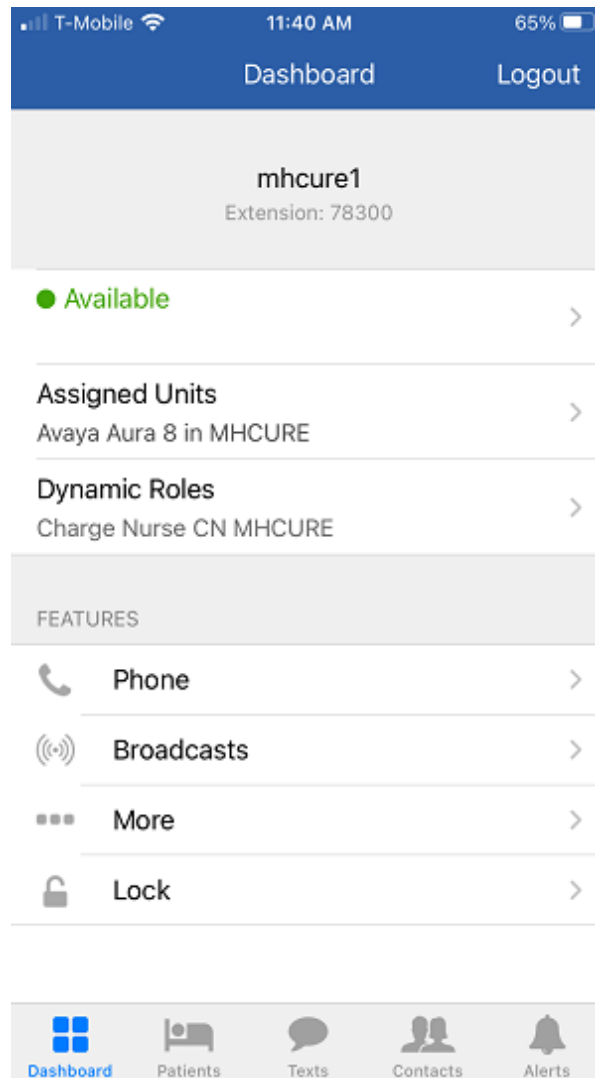 T-Mobile 11:40 AM 65%
Dashboard Logout
mhcure1
Extension: 78300
Available
Assigned Units
Avaya Aura 8 in MHCURE
Dynamic Roles
Charge Nurse CN MHCURE
FEATURES
Phone
Broadcasts
More
Lock
Dashboard Patients Texts Contacts Alerts